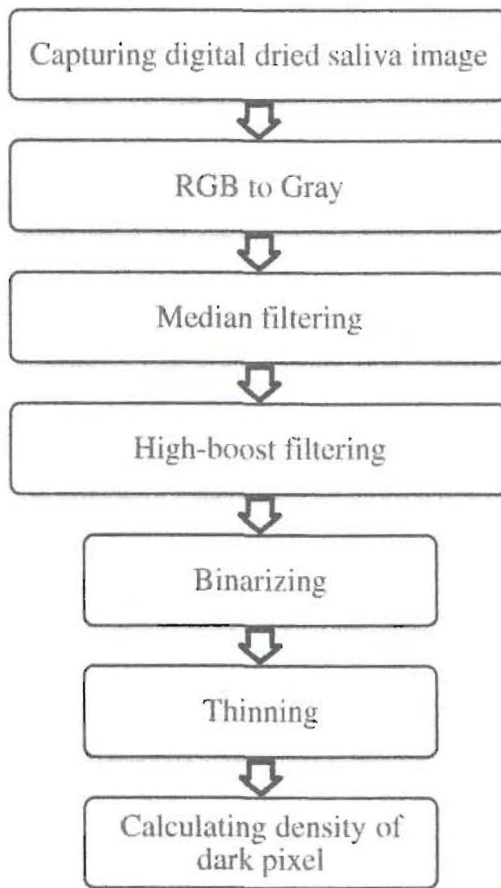 Capturing digital dried saliva image
RGB to Gray
Median filtering
High-boost filtering
Binarizing
Thinning
Calculating density of
dark pixel